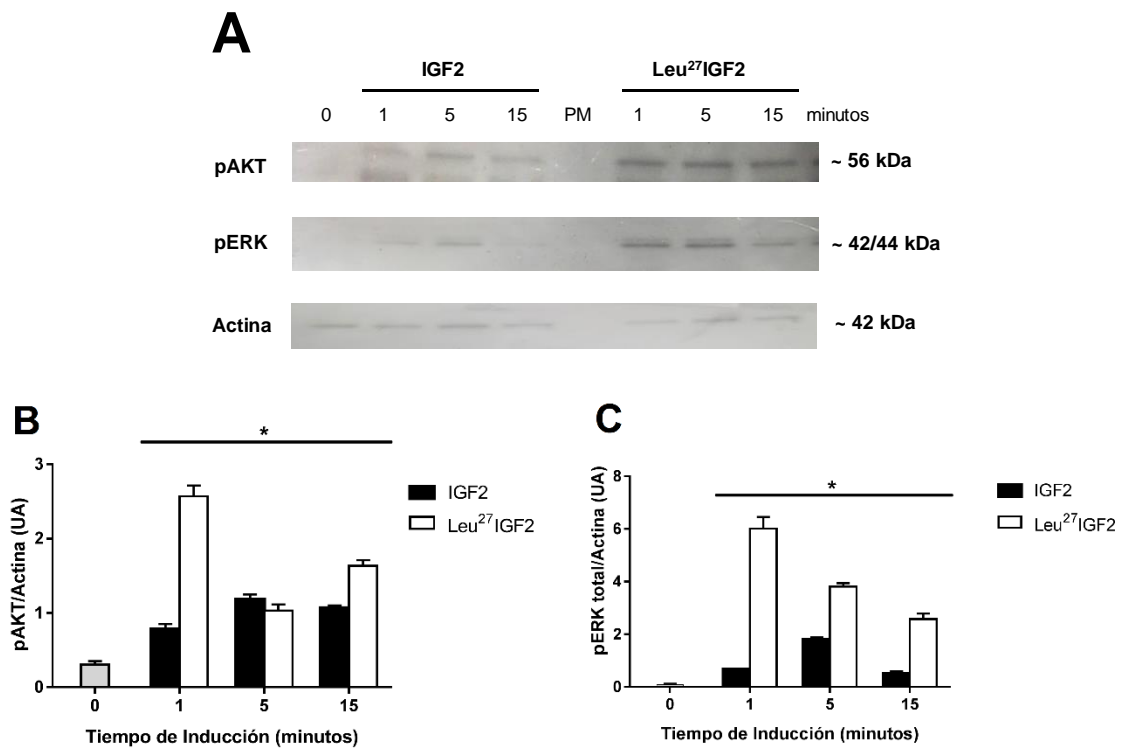 A
IGF2 Leu²⁷IGF2
0 1 5 15 PM 1 5 15 minutos
pAKT ~ 56 kDa
pERK ~ 42/44 kDa
Actina ~ 42 kDa
B
*
pAKT/Actina (UA)
3
2
1
0
0 1 5 15
Tiempo de Inducción (minutos)
IGF2
Leu²⁷IGF2
C
*
pERK total/Actina (UA)
8
6
4
2
0
0 1 5 15
Tiempo de Inducción (minutos)
IGF2
Leu²⁷IGF2